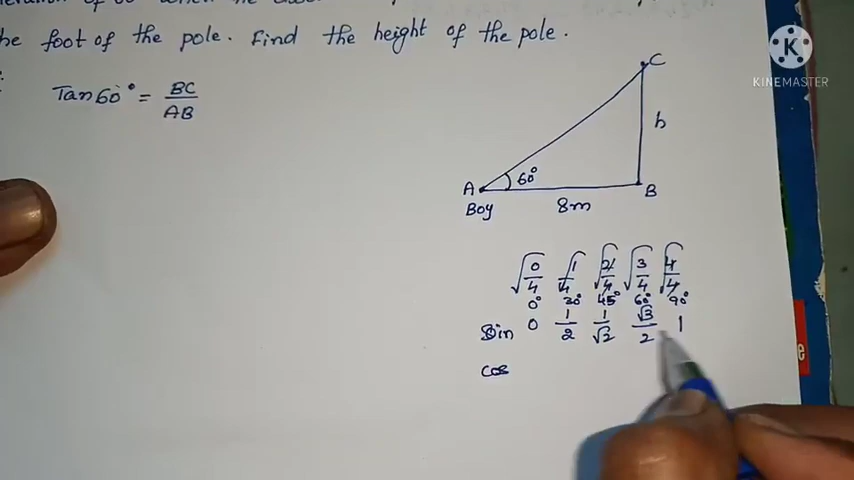 the foot of the pole. Find the height of the pole.
Tan 60° = BC/AB
C
h
60°
A
B
Boy
8m
√0/4 √1/4 √2/4 √3/4 √4/4
0° 30° 45° 60° 90°
Sin 0 1/2 1/√2 √3/2 1
Cos
KINEMASTER